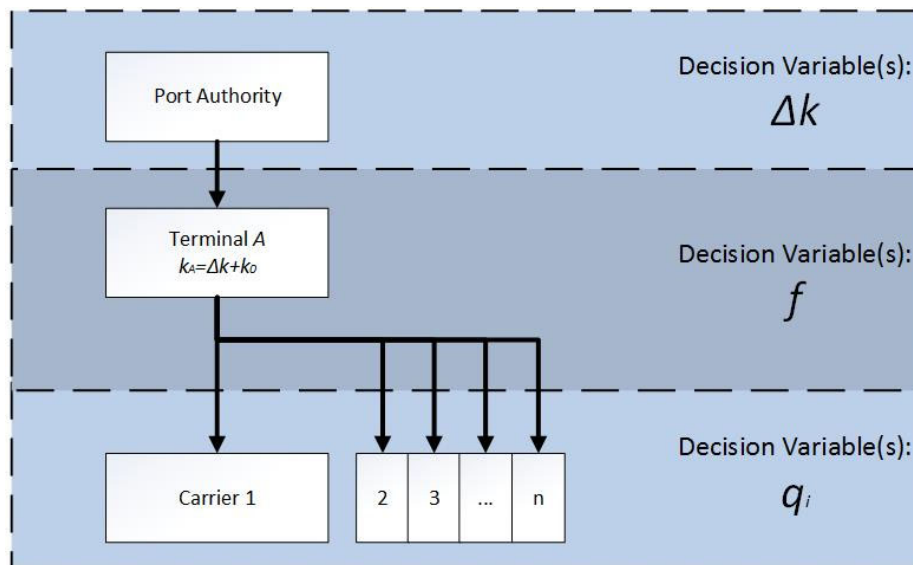 Port Authority
Decision Variable(s):
Δk
Terminal A
kA=Δk+k0
Decision Variable(s):
f
Carrier 1
2
3
...
n
Decision Variable(s):
qi